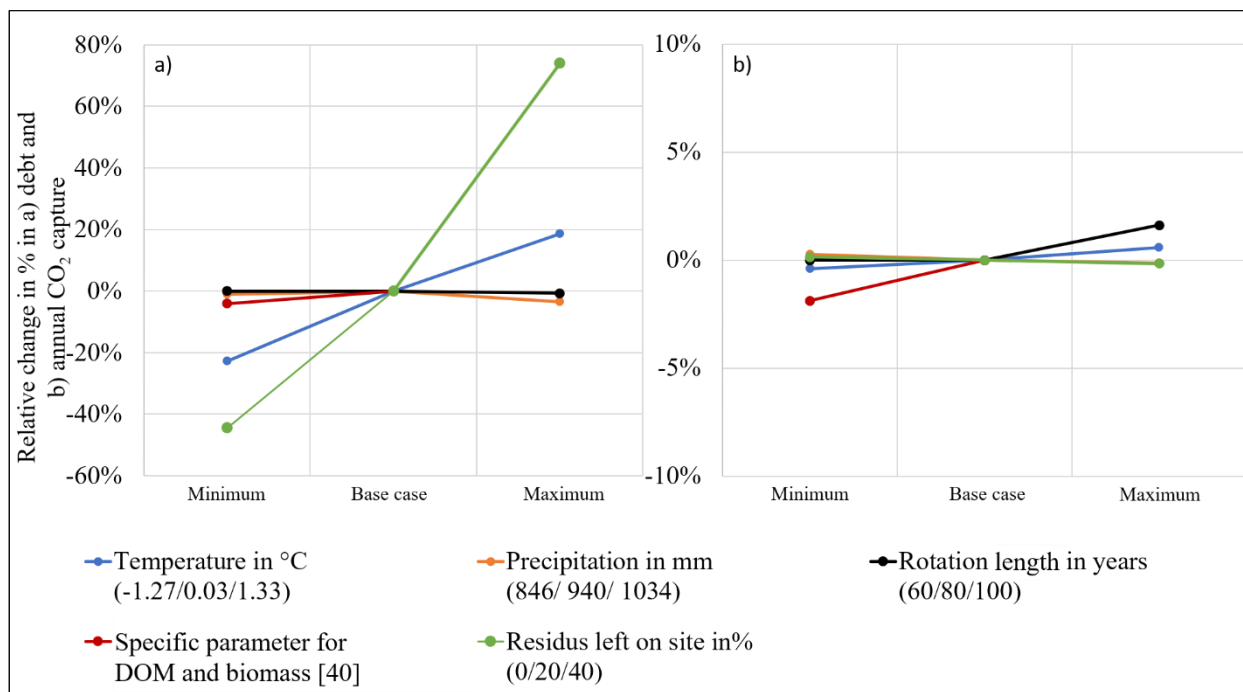 Relative change in % in a) debt and
b) annual CO₂ capture
80%
60%
40%
20%
0%
-20%
-40%
-60%
a)
Minimum
Base case
Maximum
10%
5%
0%
-5%
-10%
b)
Minimum
Base case
Maximum
Temperature in °C
(-1.27/0.03/1.33)
Precipitation in mm
(846/ 940/ 1034)
Rotation length in years
(60/80/100)
Specific parameter for
DOM and biomass [40]
Residus left on site in%
(0/20/40)